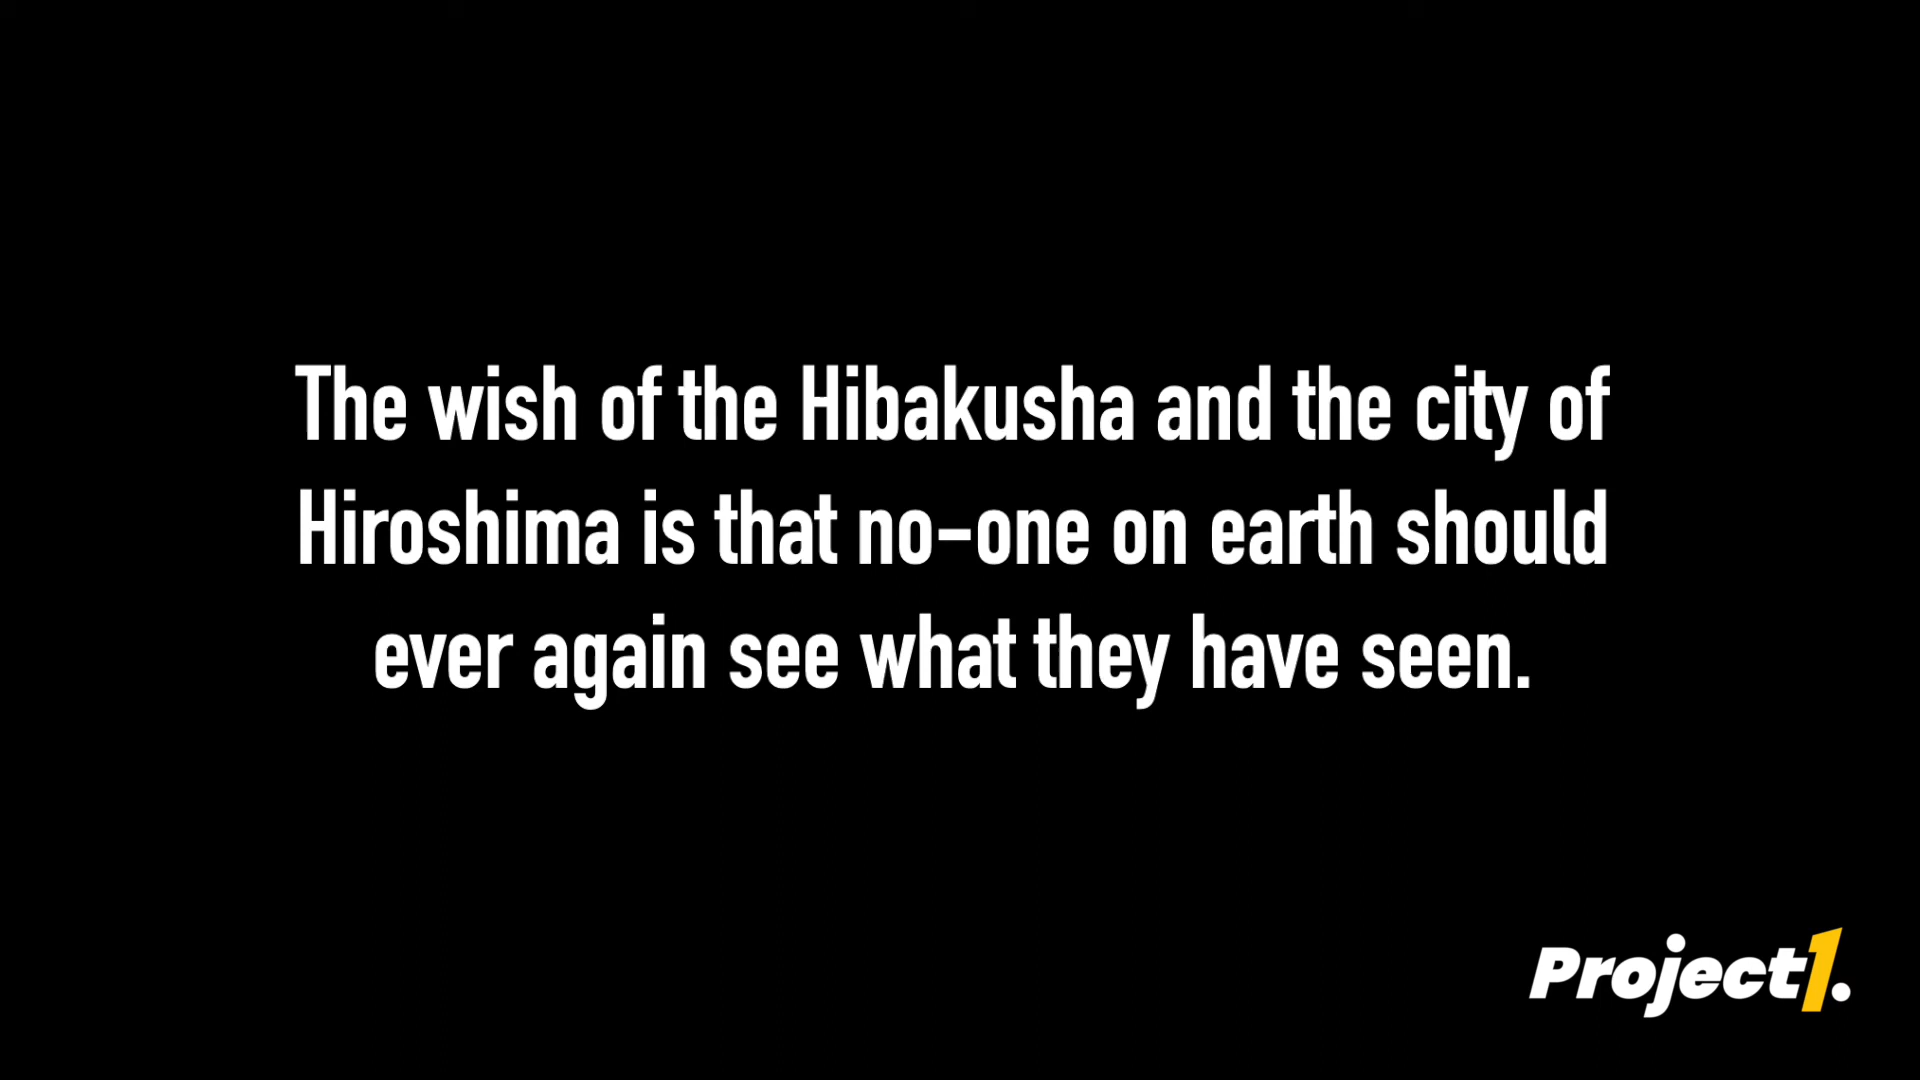 The wish of the Hibakusha and the city of
Hiroshima is that no-one on earth should
ever again see what they have seen.
Project1.